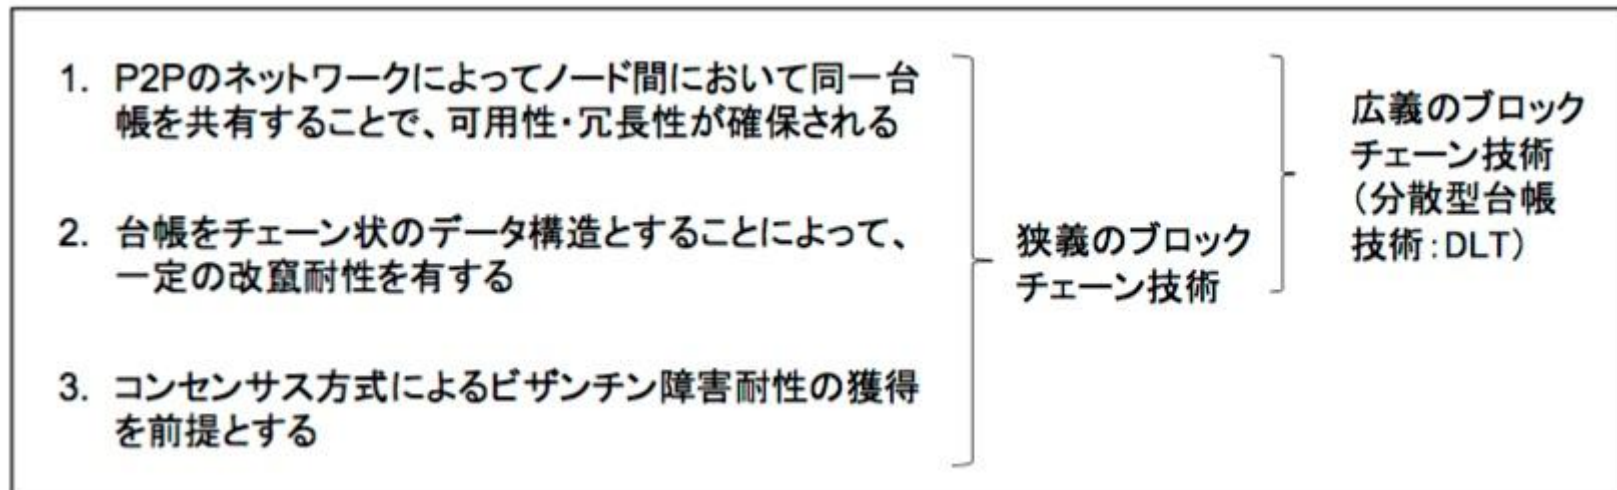 1. P2Pのネットワークによってノード間において同一台
帳を共有することで、可用性・冗長性が確保される
2. 台帳をチェーン状のデータ構造とすることによって、
一定の改竄耐性を有する
3. コンセンサス方式によるビザンチン障害耐性の獲得
を前提とする
狭義のブロック
チェーン技術
広義のブロック
チェーン技術
（分散型台帳
技術：DLT）